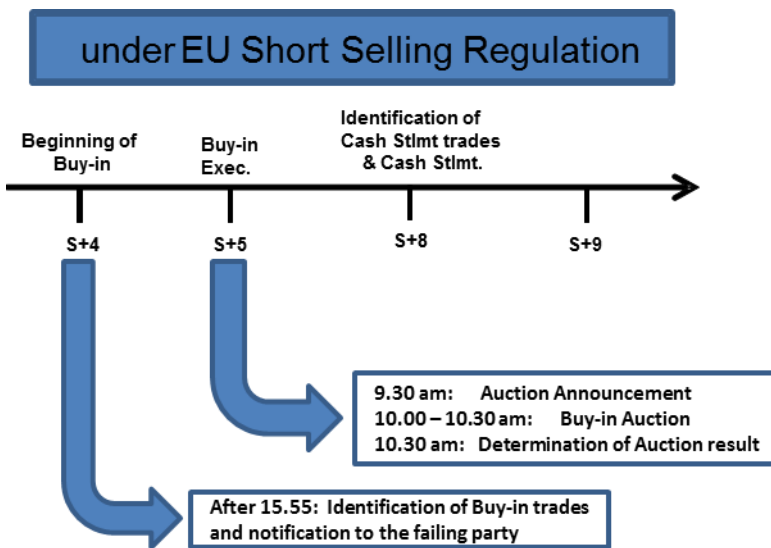 under EU Short Selling Regulation
Beginning of
Buy-in
Buy-in
Exec.
Identification of
Cash Stlmt trades
& Cash Stlmt.
S+4
S+5
S+8
S+9
9.30 am: Auction Announcement
10.00 – 10.30 am: Buy-in Auction
10.30 am: Determination of Auction result
After 15.55: Identification of Buy-in trades
and notification to the failing party